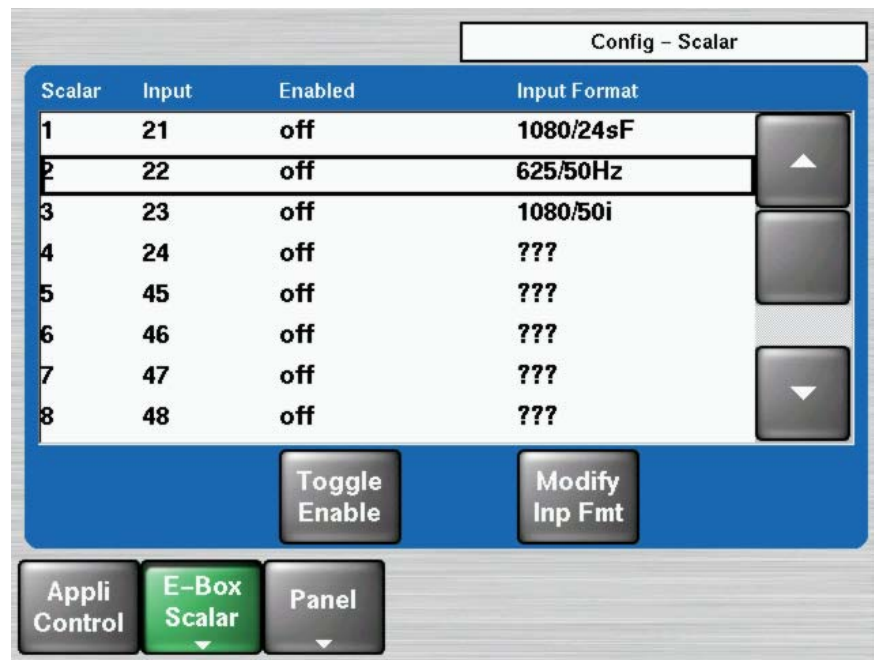 Config – Scalar
Scalar Input Enabled Input Format
1 21 off 1080/24sF
2 22 off 625/50Hz
3 23 off 1080/50i
4 24 off ???
5 45 off ???
6 46 off ???
7 47 off ???
8 48 off ???
Toggle Enable
Modify Inp Fmt
Appli Control
E–Box Scalar
Panel